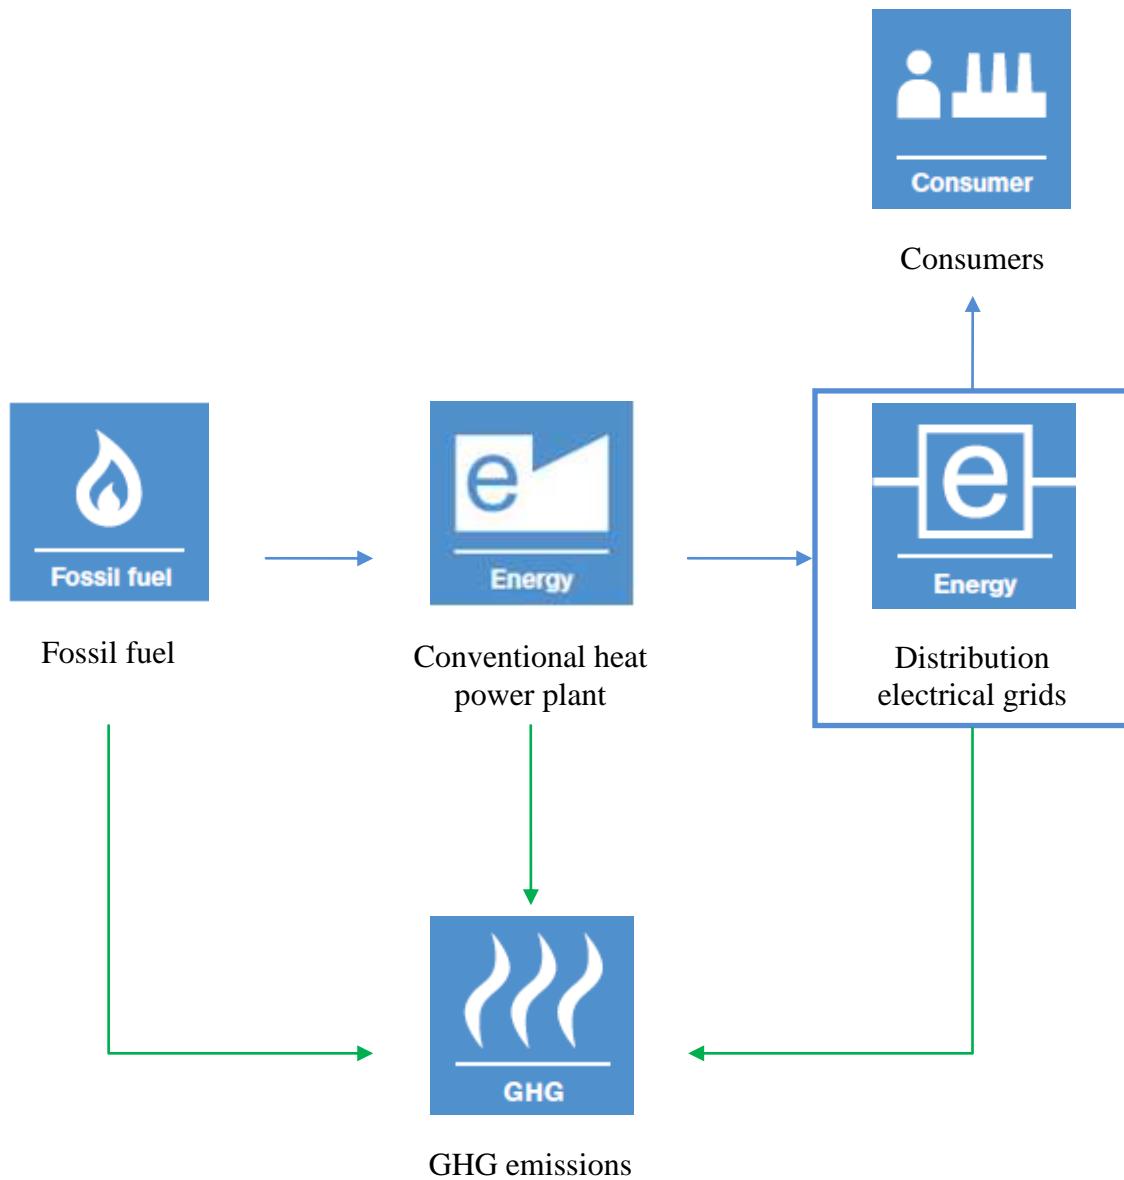 Consumer
Consumers
Fossil fuel
Fossil fuel
e
Energy
Conventional heat
power plant
e
Energy
Distribution
electrical grids
GHG
GHG emissions